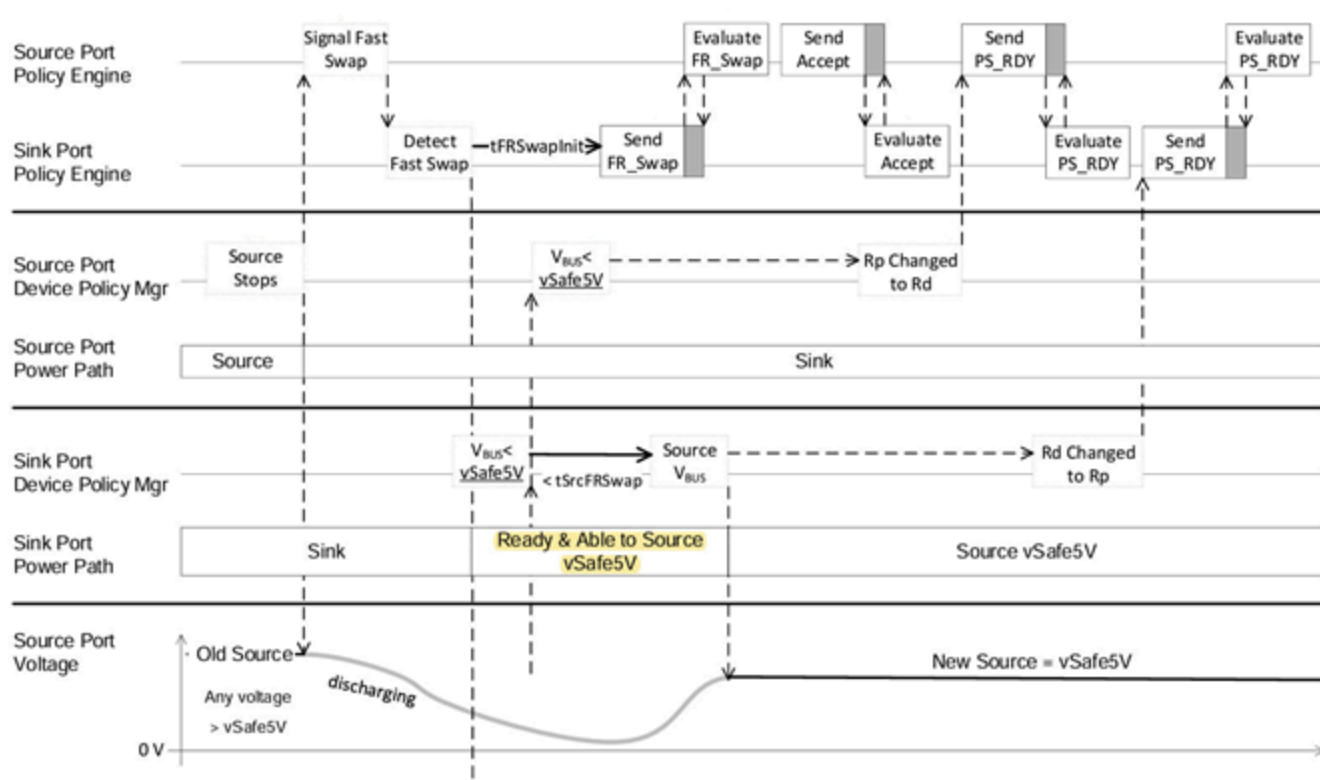 Source Port
Policy Engine
Signal Fast
Swap
Evaluate
FR_Swap
Send
Accept
Send
PS_RDY
Evaluate
PS_RDY
Sink Port
Policy Engine
Detect
Fast Swap
tFRSwapInit
Send
FR_Swap
Evaluate
Accept
Evaluate
PS_RDY
Send
PS_RDY
Source Port
Device Policy Mgr
Source
Stops
VBUS<
vSafe5V
Rp Changed
to Rd
Source Port
Power Path
Source
Sink
Sink Port
Device Policy Mgr
VBUS<
vSafe5V
< tSrcFRSwap
Source
VBUS
Rd Changed
to Rp
Sink Port
Power Path
Sink
Ready & Able to Source
vSafe5V
Source vSafe5V
Source Port
Voltage
Old Source
discharging
Any voltage
> vSafe5V
New Source = vSafe5V
0 V